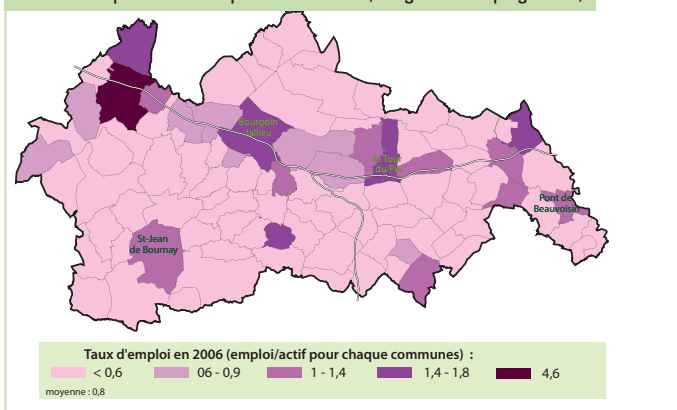 Bourgoin
Jallieu
la Tour
du Pin
Pont de
Beauvoisin
St-Jean
de Bournay
Taux d'emploi en 2006 (emploi/actif pour chaque communes) :
< 0,6
06 - 0,9
1 - 1,4
1,4 - 1,8
4,6
moyenne : 0,8